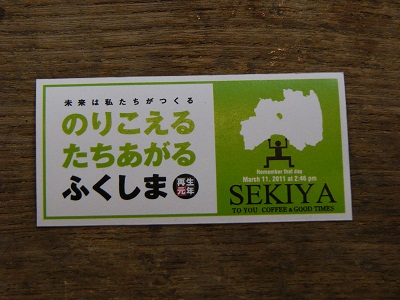 未来は私たちがつくる
のりこえる
たちあがる
ふくしま
再生
元年
Remember that day
March 11, 2011 at 2:46 pm
SEKIYA
TO YOU COFFEE & GOOD TIMES